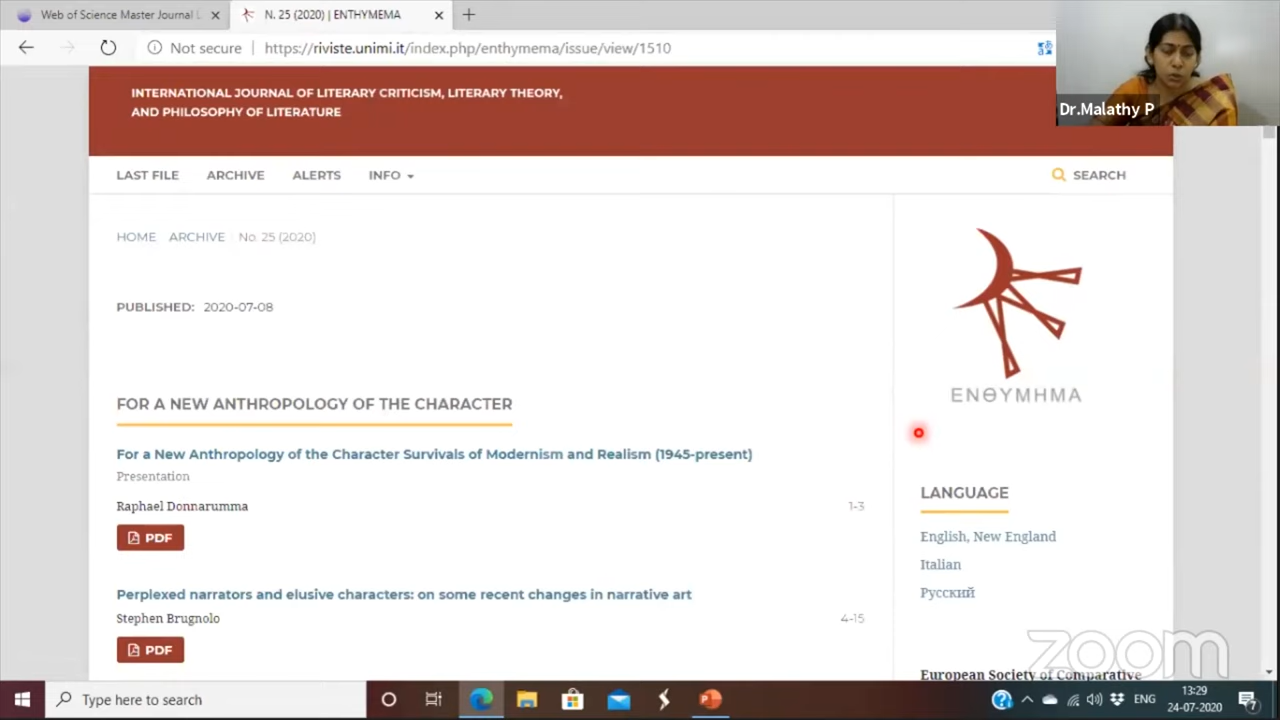 Web of Science Master Journal L
N. 25 (2020) | ENTHYMEMA
Not secure
https://riviste.unimi.it/index.php/enthymema/issue/view/1510
Dr.Malathy P
INTERNATIONAL JOURNAL OF LITERARY CRITICISM, LITERARY THEORY,
AND PHILOSOPHY OF LITERATURE
LAST FILE ARCHIVE ALERTS INFO SEARCH
HOME ARCHIVE No. 25 (2020)
PUBLISHED: 2020-07-08
ΕΝΘΥΜΗΜΑ
FOR A NEW ANTHROPOLOGY OF THE CHARACTER
For a New Anthropology of the Character Survivals of Modernism and Realism (1945-present)
Presentation
Raphael Donnarumma 1-3
PDF
Perplexed narrators and elusive characters: on some recent changes in narrative art
Stephen Brugnolo 4-15
PDF
LANGUAGE
English, New England
Italian
Русский
European Society of Comparative
zoom
Type here to search
ENG
13:29
24-07-2020
7